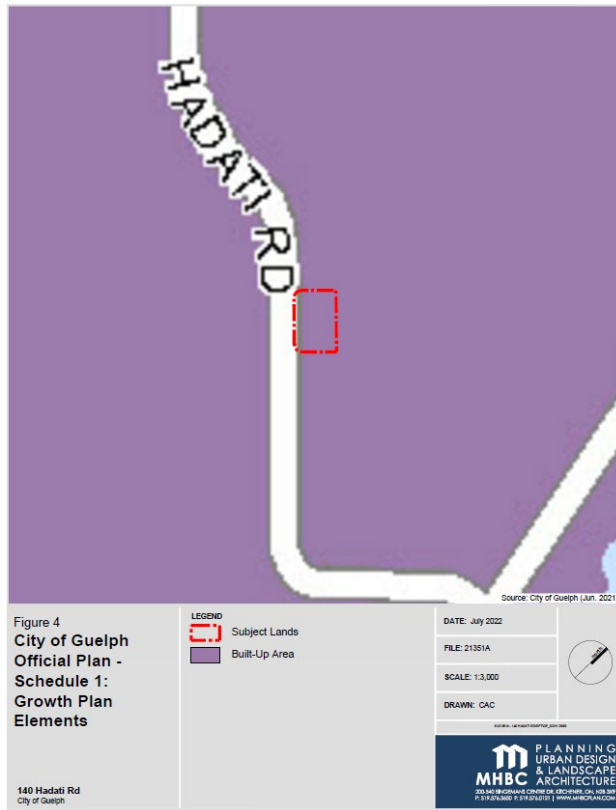 HADATI RD
Source: City of Guelph (Jun. 2021
Figure 4
City of Guelph
Official Plan -
Schedule 1:
Growth Plan
Elements
140 Hadati Rd
City of Guelph
LEGEND
Subject Lands
Built-Up Area
DATE: July 2022
FILE: 21351A
SCALE: 1:3,000
DRAWN: CAC
MHBC
PLANNING
URBAN DESIGN
& LANDSCAPE
ARCHITECTURE